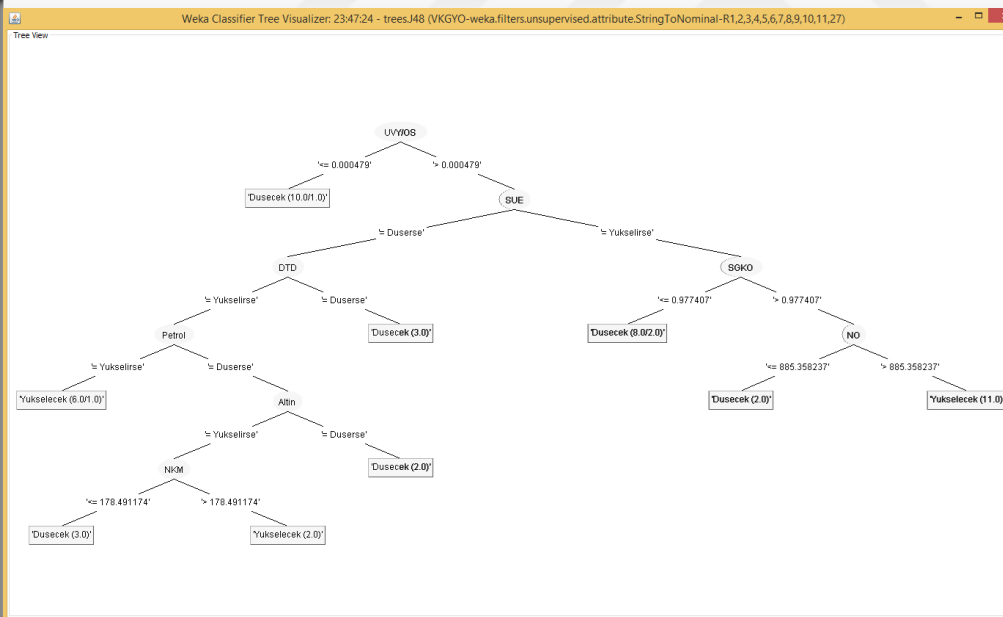 Weka Classifier Tree Visualizer: 23:47:24 - trees.J48 (VKGYO-weka.filters.unsupervised.attribute.StringToNominal-R1,2,3,4,5,6,7,8,9,10,11,27)
Tree View
UVY/OS
'<= 0.000479' '> 0.000479'
'Dusecek (10.0/1.0)' SUE
'= Duserse' '= Yukselirse'
DTD SGKO
'= Yukselirse' '= Duserse' '<= 0.977407' '> 0.977407'
Petrol 'Dusecek (3.0)' 'Dusecek (8.0/2.0)' NO
'= Yukselirse' '= Duserse' '<= 885.358237' '> 885.358237'
'Yukselecek (6.0/1.0)' Altin 'Dusecek (2.0)' 'Yukselecek (11.0)
'= Yukselirse' '= Duserse'
NKM 'Dusecek (2.0)'
'<= 178.491174' '> 178.491174'
'Dusecek (3.0)' 'Yukselecek (2.0)'